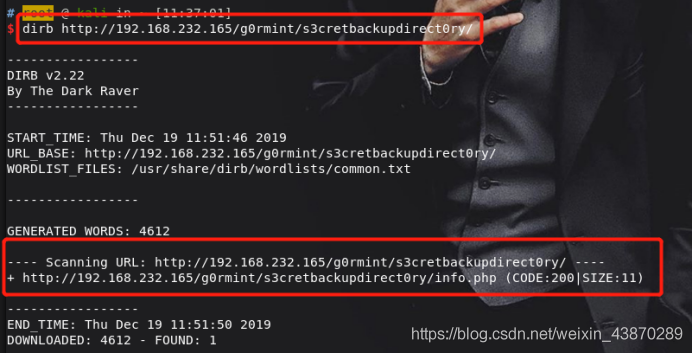 # root @ kali in ~ [11:37:01]
$ dirb http://192.168.232.165/g0rmint/s3cretbackupdirect0ry/
-----------------
DIRB v2.22
By The Dark Raver
-----------------
START_TIME: Thu Dec 19 11:51:46 2019
URL_BASE: http://192.168.232.165/g0rmint/s3cretbackupdirect0ry/
WORDLIST_FILES: /usr/share/dirb/wordlists/common.txt
-----------------
GENERATED WORDS: 4612
---- Scanning URL: http://192.168.232.165/g0rmint/s3cretbackupdirect0ry/ ----
+ http://192.168.232.165/g0rmint/s3cretbackupdirect0ry/info.php (CODE:200|SIZE:11)
-----------------
END_TIME: Thu Dec 19 11:51:50 2019
DOWNLOADED: 4612 - FOUND: 1
https://blog.csdn.net/weixin_43870289